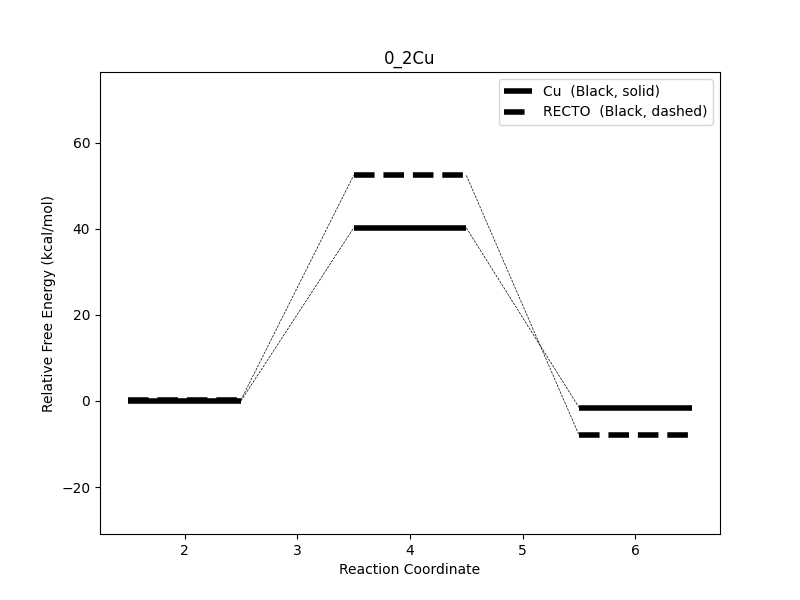 0_2Cu
Cu  (Black, solid)
RECTO  (Black, dashed)
Relative Free Energy (kcal/mol)
60
40
20
0
−20
2
3
4
5
6
Reaction Coordinate